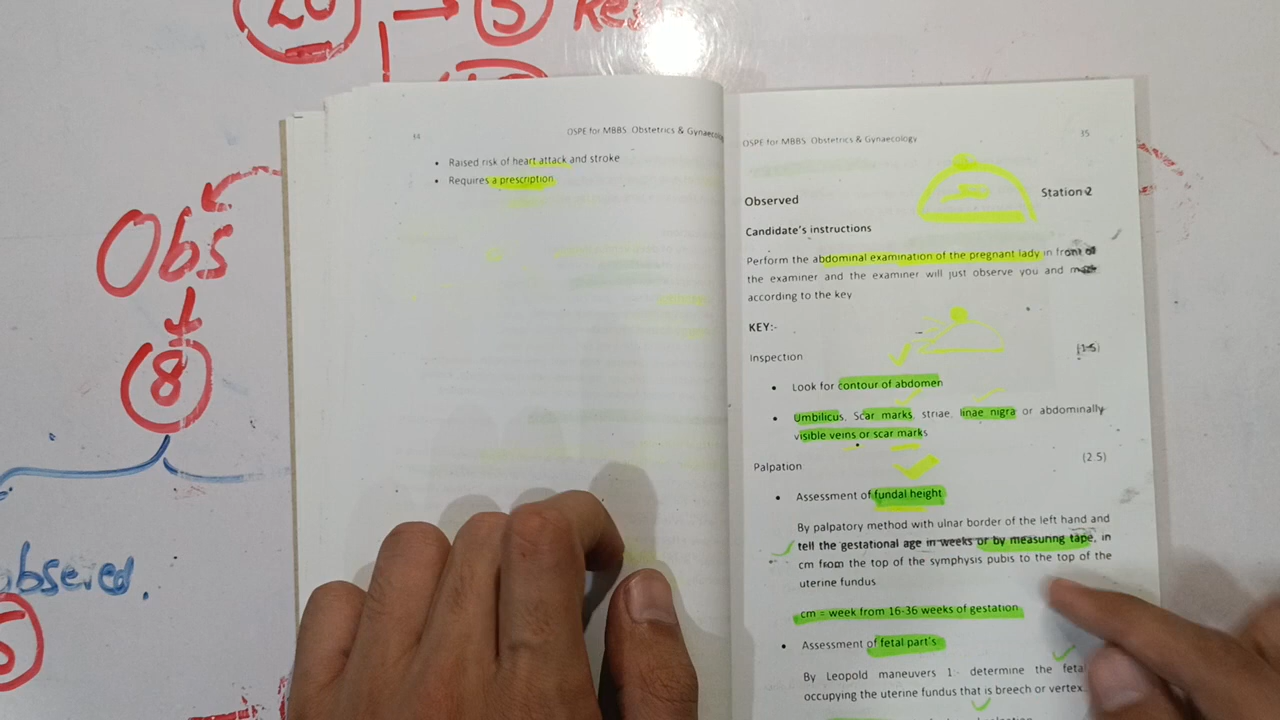 20 → 5
Obs
8
obsered.
5
34 OSPE for MBBS Obstetrics & Gynaecology
• Raised risk of heart attack and stroke
• Requires a prescription
OSPE for MBBS Obstetrics & Gynaecology 35
Observed Station 2
Candidate's instructions
Perform the abdominal examination of the pregnant lady in front of
the examiner and the examiner will just observe you and mark
according to the key
KEY:-
Inspection (1.5)
• Look for contour of abdomen
• Umbilicus, Scar marks, striae, linae nigra or abdominally
visible veins or scar marks
Palpation (2.5)
• Assessment of fundal height
By palpatory method with ulnar border of the left hand and
tell the gestational age in weeks or by measuring tape, in
cm from the top of the symphysis pubis to the top of the
uterine fundus
cm = week from 16-36 weeks of gestation
• Assessment of fetal part's
By Leopold maneuvers 1:- determine the feta
occupying the uterine fundus that is breech or vertex